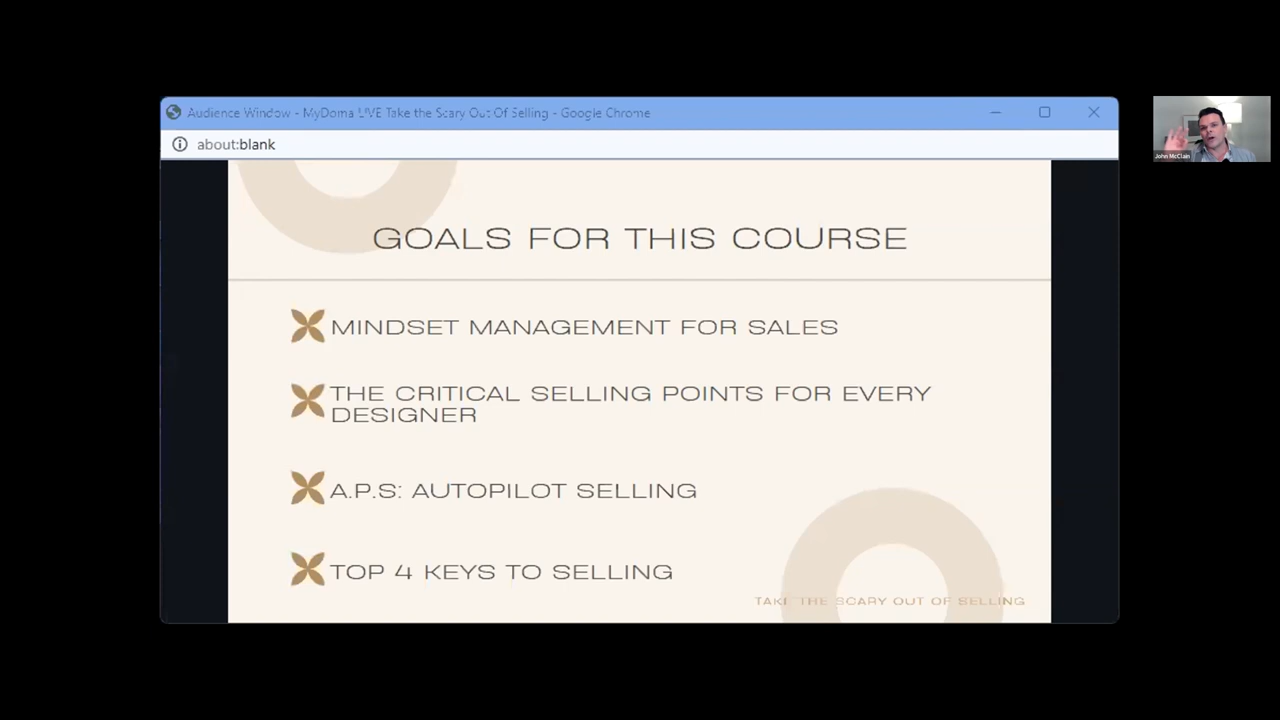 Audience Window - MyDoma LIVE Take the Scary Out Of Selling - Google Chrome
about:blank
GOALS FOR THIS COURSE
MINDSET MANAGEMENT FOR SALES
THE CRITICAL SELLING POINTS FOR EVERY
DESIGNER
A.P.S: AUTOPILOT SELLING
TOP 4 KEYS TO SELLING
TAKE THE SCARY OUT OF SELLING
John McClain